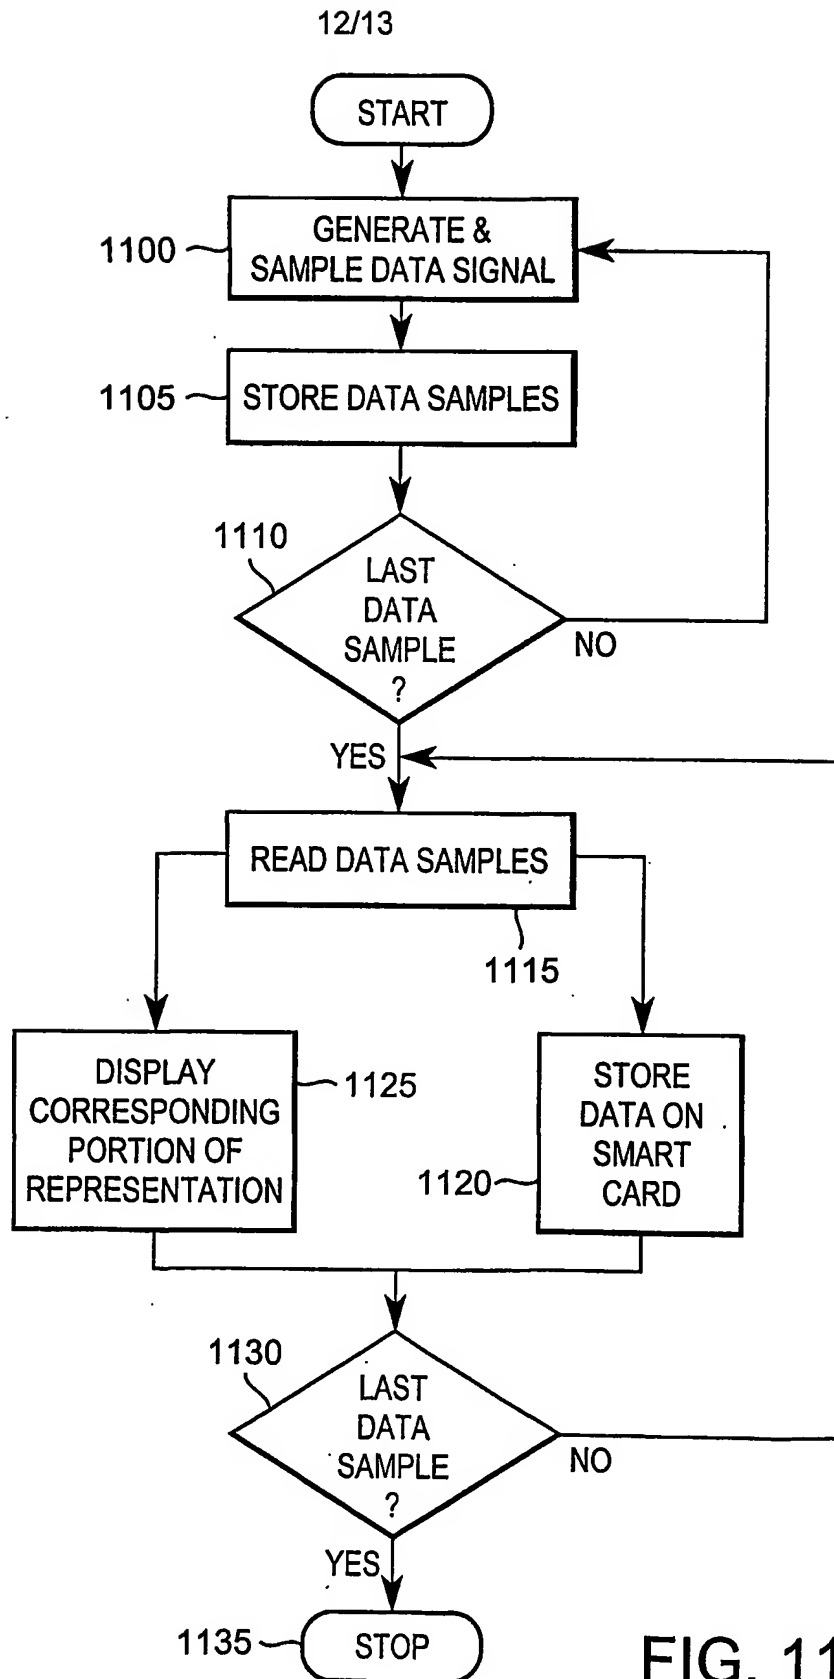 12/13
START
1100
GENERATE &
SAMPLE DATA SIGNAL
1105
STORE DATA SAMPLES
1110
LAST
DATA
SAMPLE
?
NO
YES
READ DATA SAMPLES
1115
DISPLAY
CORRESPONDING
PORTION OF
REPRESENTATION
1125
STORE
DATA ON
SMART
CARD
1120
1130
LAST
DATA
SAMPLE
?
NO
YES
1135
STOP
FIG. 11